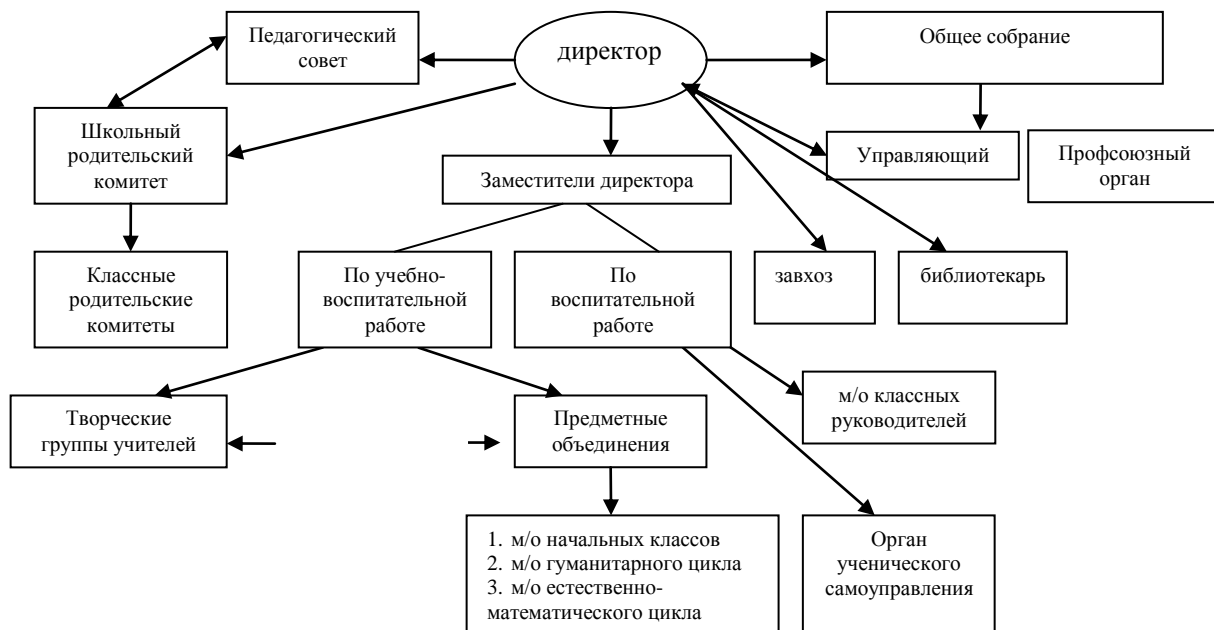 Педагогический
совет
директор
Общее собрание
Школьный
родительский
комитет
Заместители директора
Управляющий
Профсоюзный
орган
Классные
родительские
комитеты
По учебно-
воспитательной
работе
По
воспитательной
работе
завхоз
библиотекарь
Творческие
группы учителей
Предметные
объединения
м/о классных
руководителей
1. м/о начальных классов
2. м/о гуманитарного цикла
3. м/о естественно-
математического цикла
Орган
ученического
самоуправления